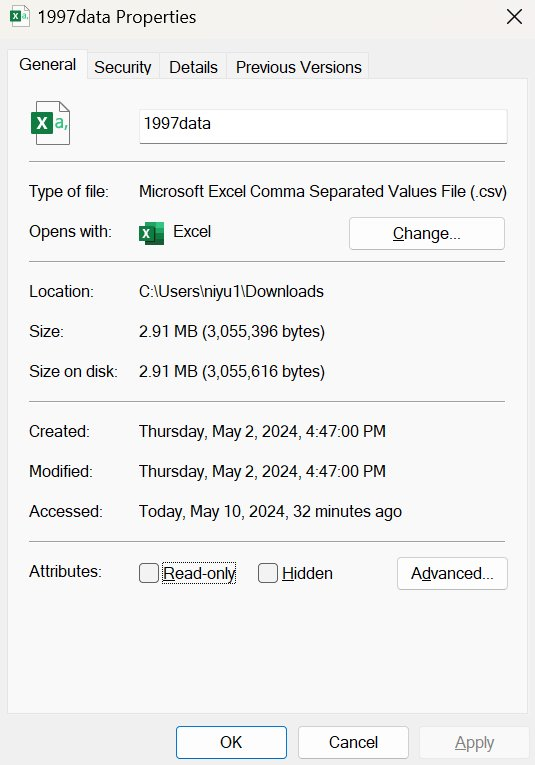 1997data Properties
General Security Details Previous Versions
X a,
1997data
Type of file: Microsoft Excel Comma Separated Values File (.csv)
Opens with: X Excel Change...
Location: C:\Users\niyu1\Downloads
Size: 2.91 MB (3,055,396 bytes)
Size on disk: 2.91 MB (3,055,616 bytes)
Created: Thursday, May 2, 2024, 4:47:00 PM
Modified: Thursday, May 2, 2024, 4:47:00 PM
Accessed: Today, May 10, 2024, 32 minutes ago
Attributes: Read-only Hidden Advanced...
OK Cancel Apply